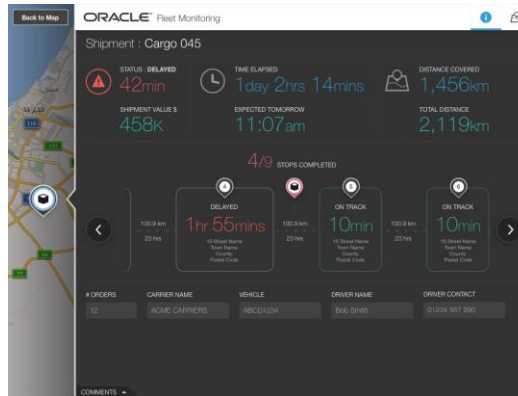 Back to Map
ORACLE Fleet Monitoring
Shipment : Cargo 045
STATUS : DELAYED
42min
TIME ELAPSED
1day 2hrs 14mins
DISTANCE COVERED
1,456km
SHIPMENT VALUE $
458K
EXPECTED TOMORROW
11:07am
TOTAL DISTANCE
2,119km
4/9 STOPS COMPLETED
4
5
6
DELAYED
1hr 55mins
10 Street Name
Town Name
County
Postal Code
100.9 km
23 hrs
100.9 km
23 hrs
ON TRACK
10min
10 Street Name
Town Name
County
Postal Code
100.9 km
23 hrs
ON TRACK
10min
10 Street Name
Town Name
County
Postal Code
# ORDERS
12
CARRIER NAME
ACME CARRIERS
VEHICLE
ABCD1234
DRIVER NAME
Bob Smith
DRIVER CONTACT
01234 567 890
COMMENTS